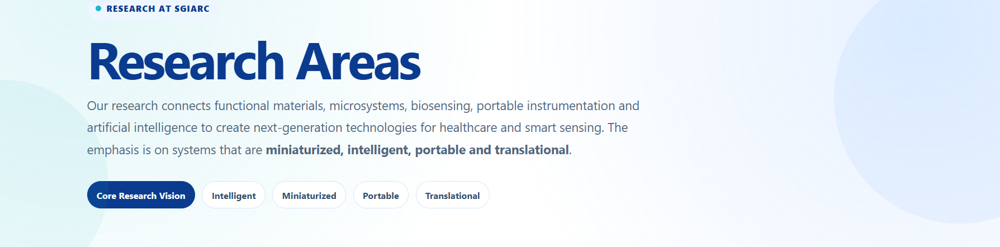 RESEARCH AT SGIARC
Research Areas
Our research connects functional materials, microsystems, biosensing, portable instrumentation and
artificial intelligence to create next-generation technologies for healthcare and smart sensing. The
emphasis is on systems that are miniaturized, intelligent, portable and translational.
Core Research Vision
Intelligent
Miniaturized
Portable
Translational